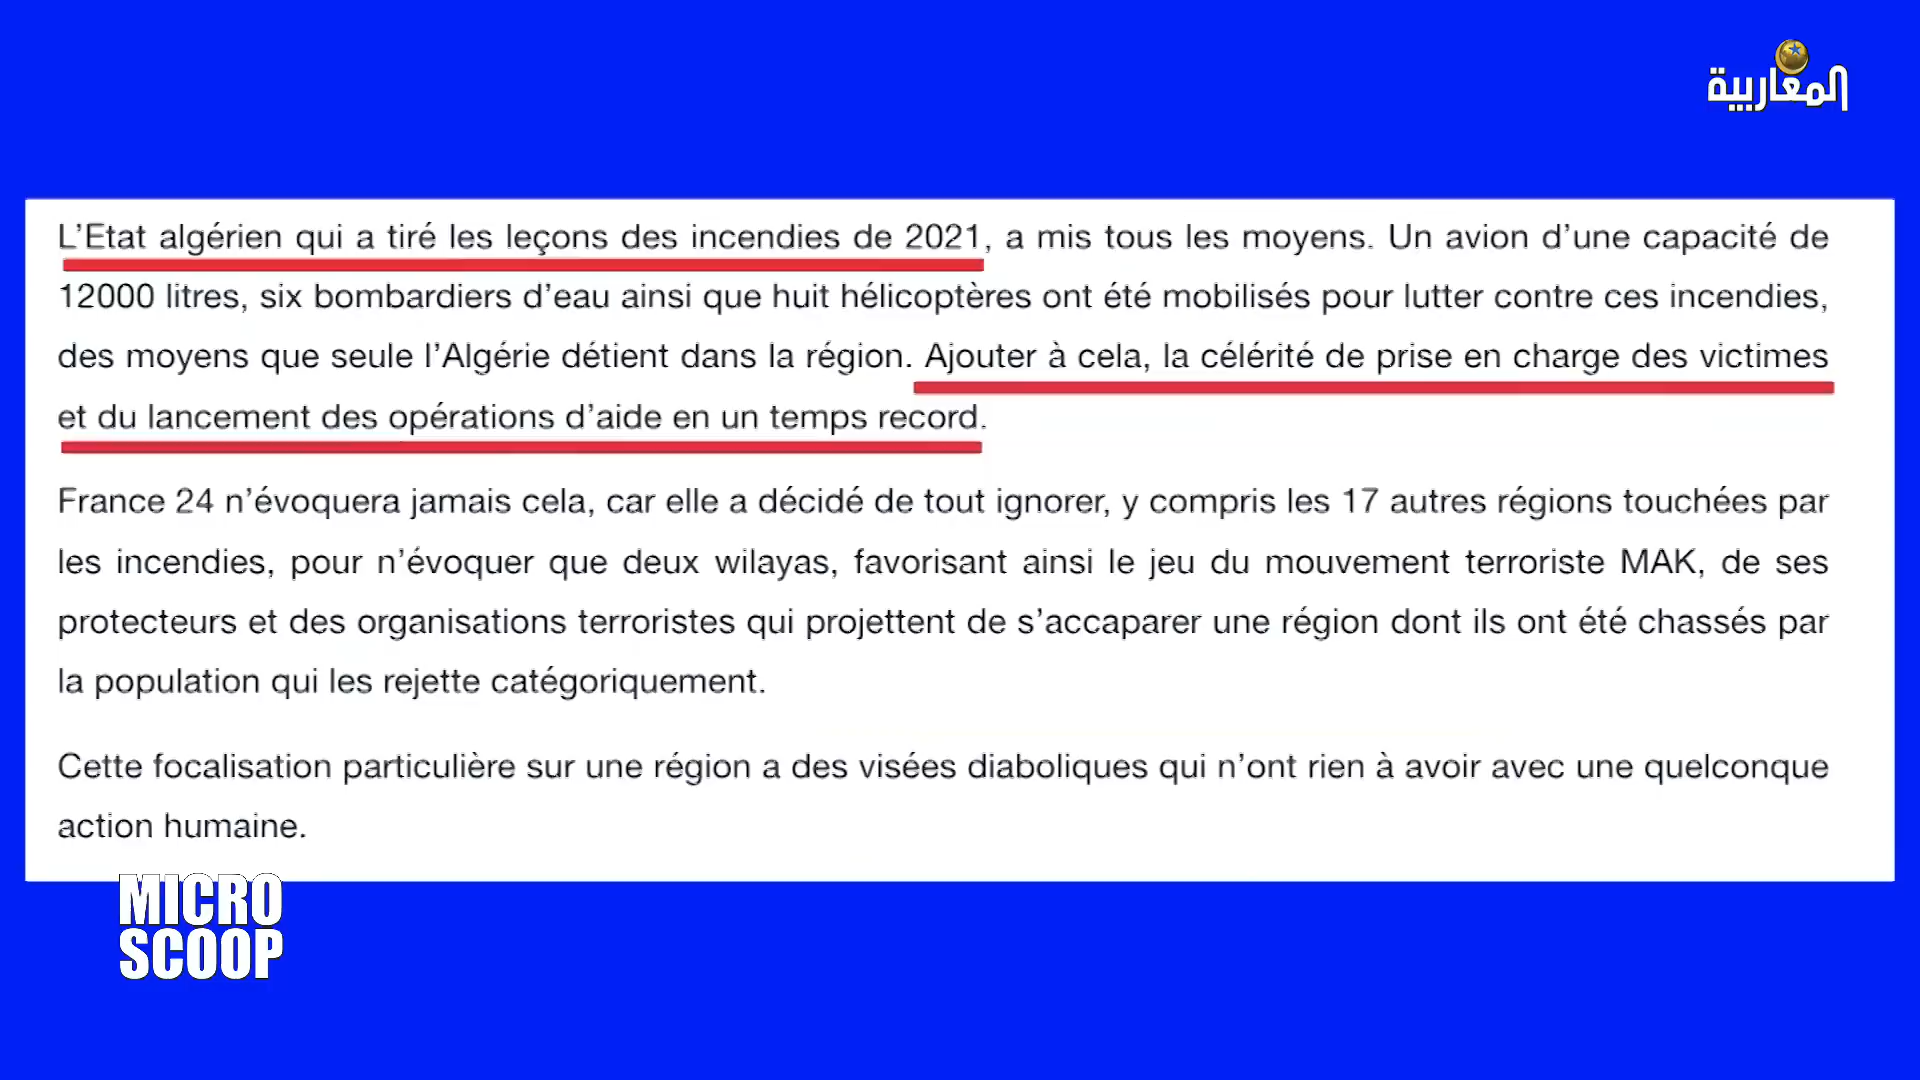 المغاربية
L’Etat algérien qui a tiré les leçons des incendies de 2021, a mis tous les moyens. Un avion d’une capacité de
12000 litres, six bombardiers d’eau ainsi que huit hélicoptères ont été mobilisés pour lutter contre ces incendies,
des moyens que seule l’Algérie détient dans la région. Ajouter à cela, la célérité de prise en charge des victimes
et du lancement des opérations d’aide en un temps record.
France 24 n’évoquera jamais cela, car elle a décidé de tout ignorer, y compris les 17 autres régions touchées par
les incendies, pour n’évoquer que deux wilayas, favorisant ainsi le jeu du mouvement terroriste MAK, de ses
protecteurs et des organisations terroristes qui projettent de s’accaparer une région dont ils ont été chassés par
la population qui les rejette catégoriquement.
Cette focalisation particulière sur une région a des visées diaboliques qui n’ont rien à avoir avec une quelconque
action humaine.
MICRO
SCOOP